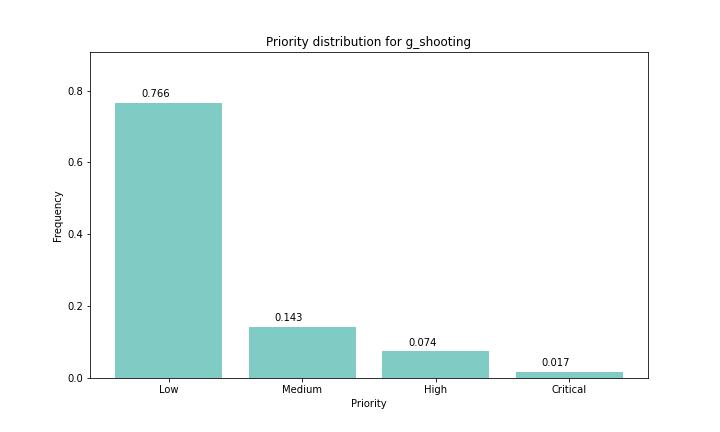 Priority distribution for g_shooting
Frequency
0.8
0.6
0.4
0.2
0.0
0.766
0.143
0.074
0.017
Low Medium High Critical
Priority